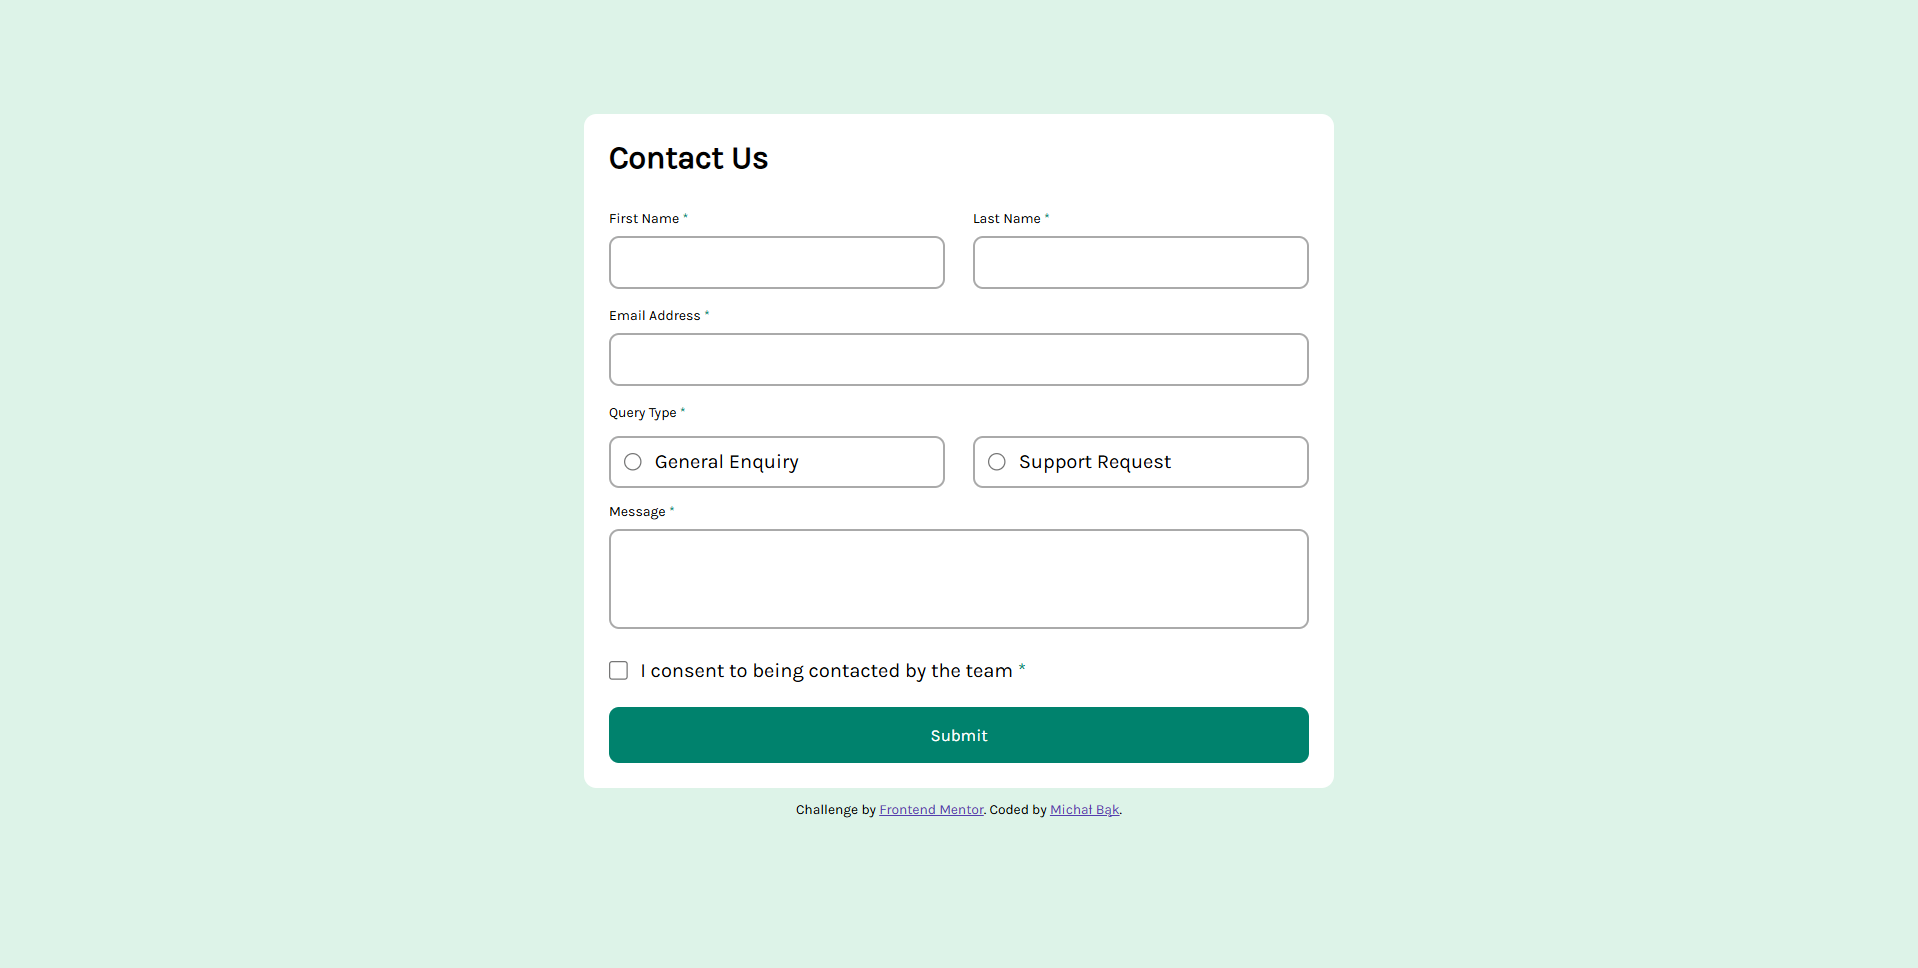 Contact Us
First Name *
Last Name *
Email Address *
Query Type *
General Enquiry
Support Request
Message *
I consent to being contacted by the team *
Submit
Challenge by Frontend Mentor. Coded by Michał Bąk.